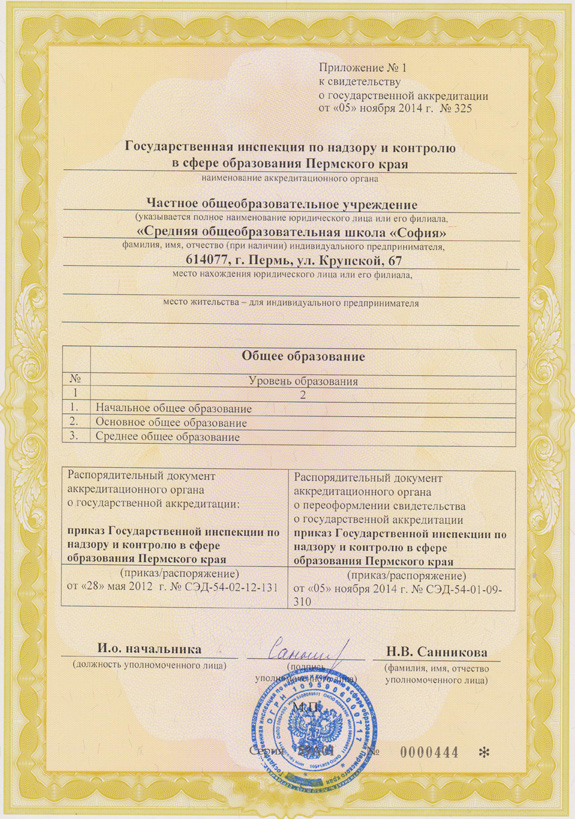 Приложение № 1
к свидетельству
о государственной аккредитации
от «05» ноября 2014 г. № 325
Государственная инспекция по надзору и контролю
в сфере образования Пермского края
наименование аккредитационного органа
Частное общеобразовательное учреждение
(указывается полное наименование юридического лица или его филиала,
«Средняя общеобразовательная школа «София»
фамилия, имя, отчество (при наличии) индивидуального предпринимателя,
614077, г. Пермь, ул. Крупской, 67
место нахождения юридического лица или его филиала,
место жительства – для индивидуального предпринимателя
Общее образование
№ Уровень образования
1 2
1. Начальное общее образование
2. Основное общее образование
3. Среднее общее образование
Распорядительный документ
аккредитационного органа
о государственной аккредитации:
приказ Государственной инспекции по
надзору и контролю в сфере
образования Пермского края
(приказ/распоряжение)
от «28» мая 2012 г. № СЭД-54-02-12-131
Распорядительный документ
аккредитационного органа
о переоформлении свидетельства
о государственной аккредитации
приказ Государственной инспекции по
надзору и контролю в сфере
образования Пермского края
(приказ/распоряжение)
от «05» ноября 2014 г. № СЭД-54-01-09-
310
И.о. начальника
(должность уполномоченного лица)
(подпись
уполномоченного лица)
Н.В. Санникова
(фамилия, имя, отчество
уполномоченного лица)
М.П.
ОГРН 1095906000717
Серия
№ 0000444 ✻